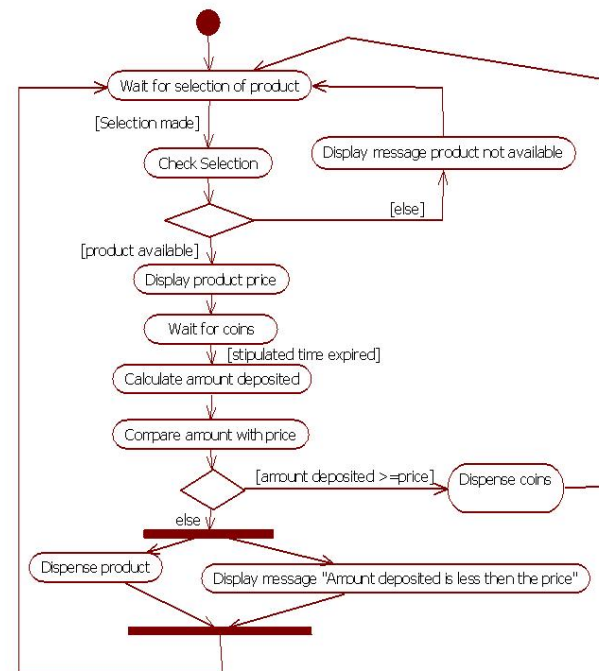 Wait for selection of product
[Selection made]
Check Selection
Display message product not available
[else]
[product available]
Display product price
Wait for coins
[stipulated time expired]
Calculate amount deposited
Compare amount with price
[amount deposited >=price]
Dispense coins
else
Dispense product
Display message "Amount deposited is less then the price"